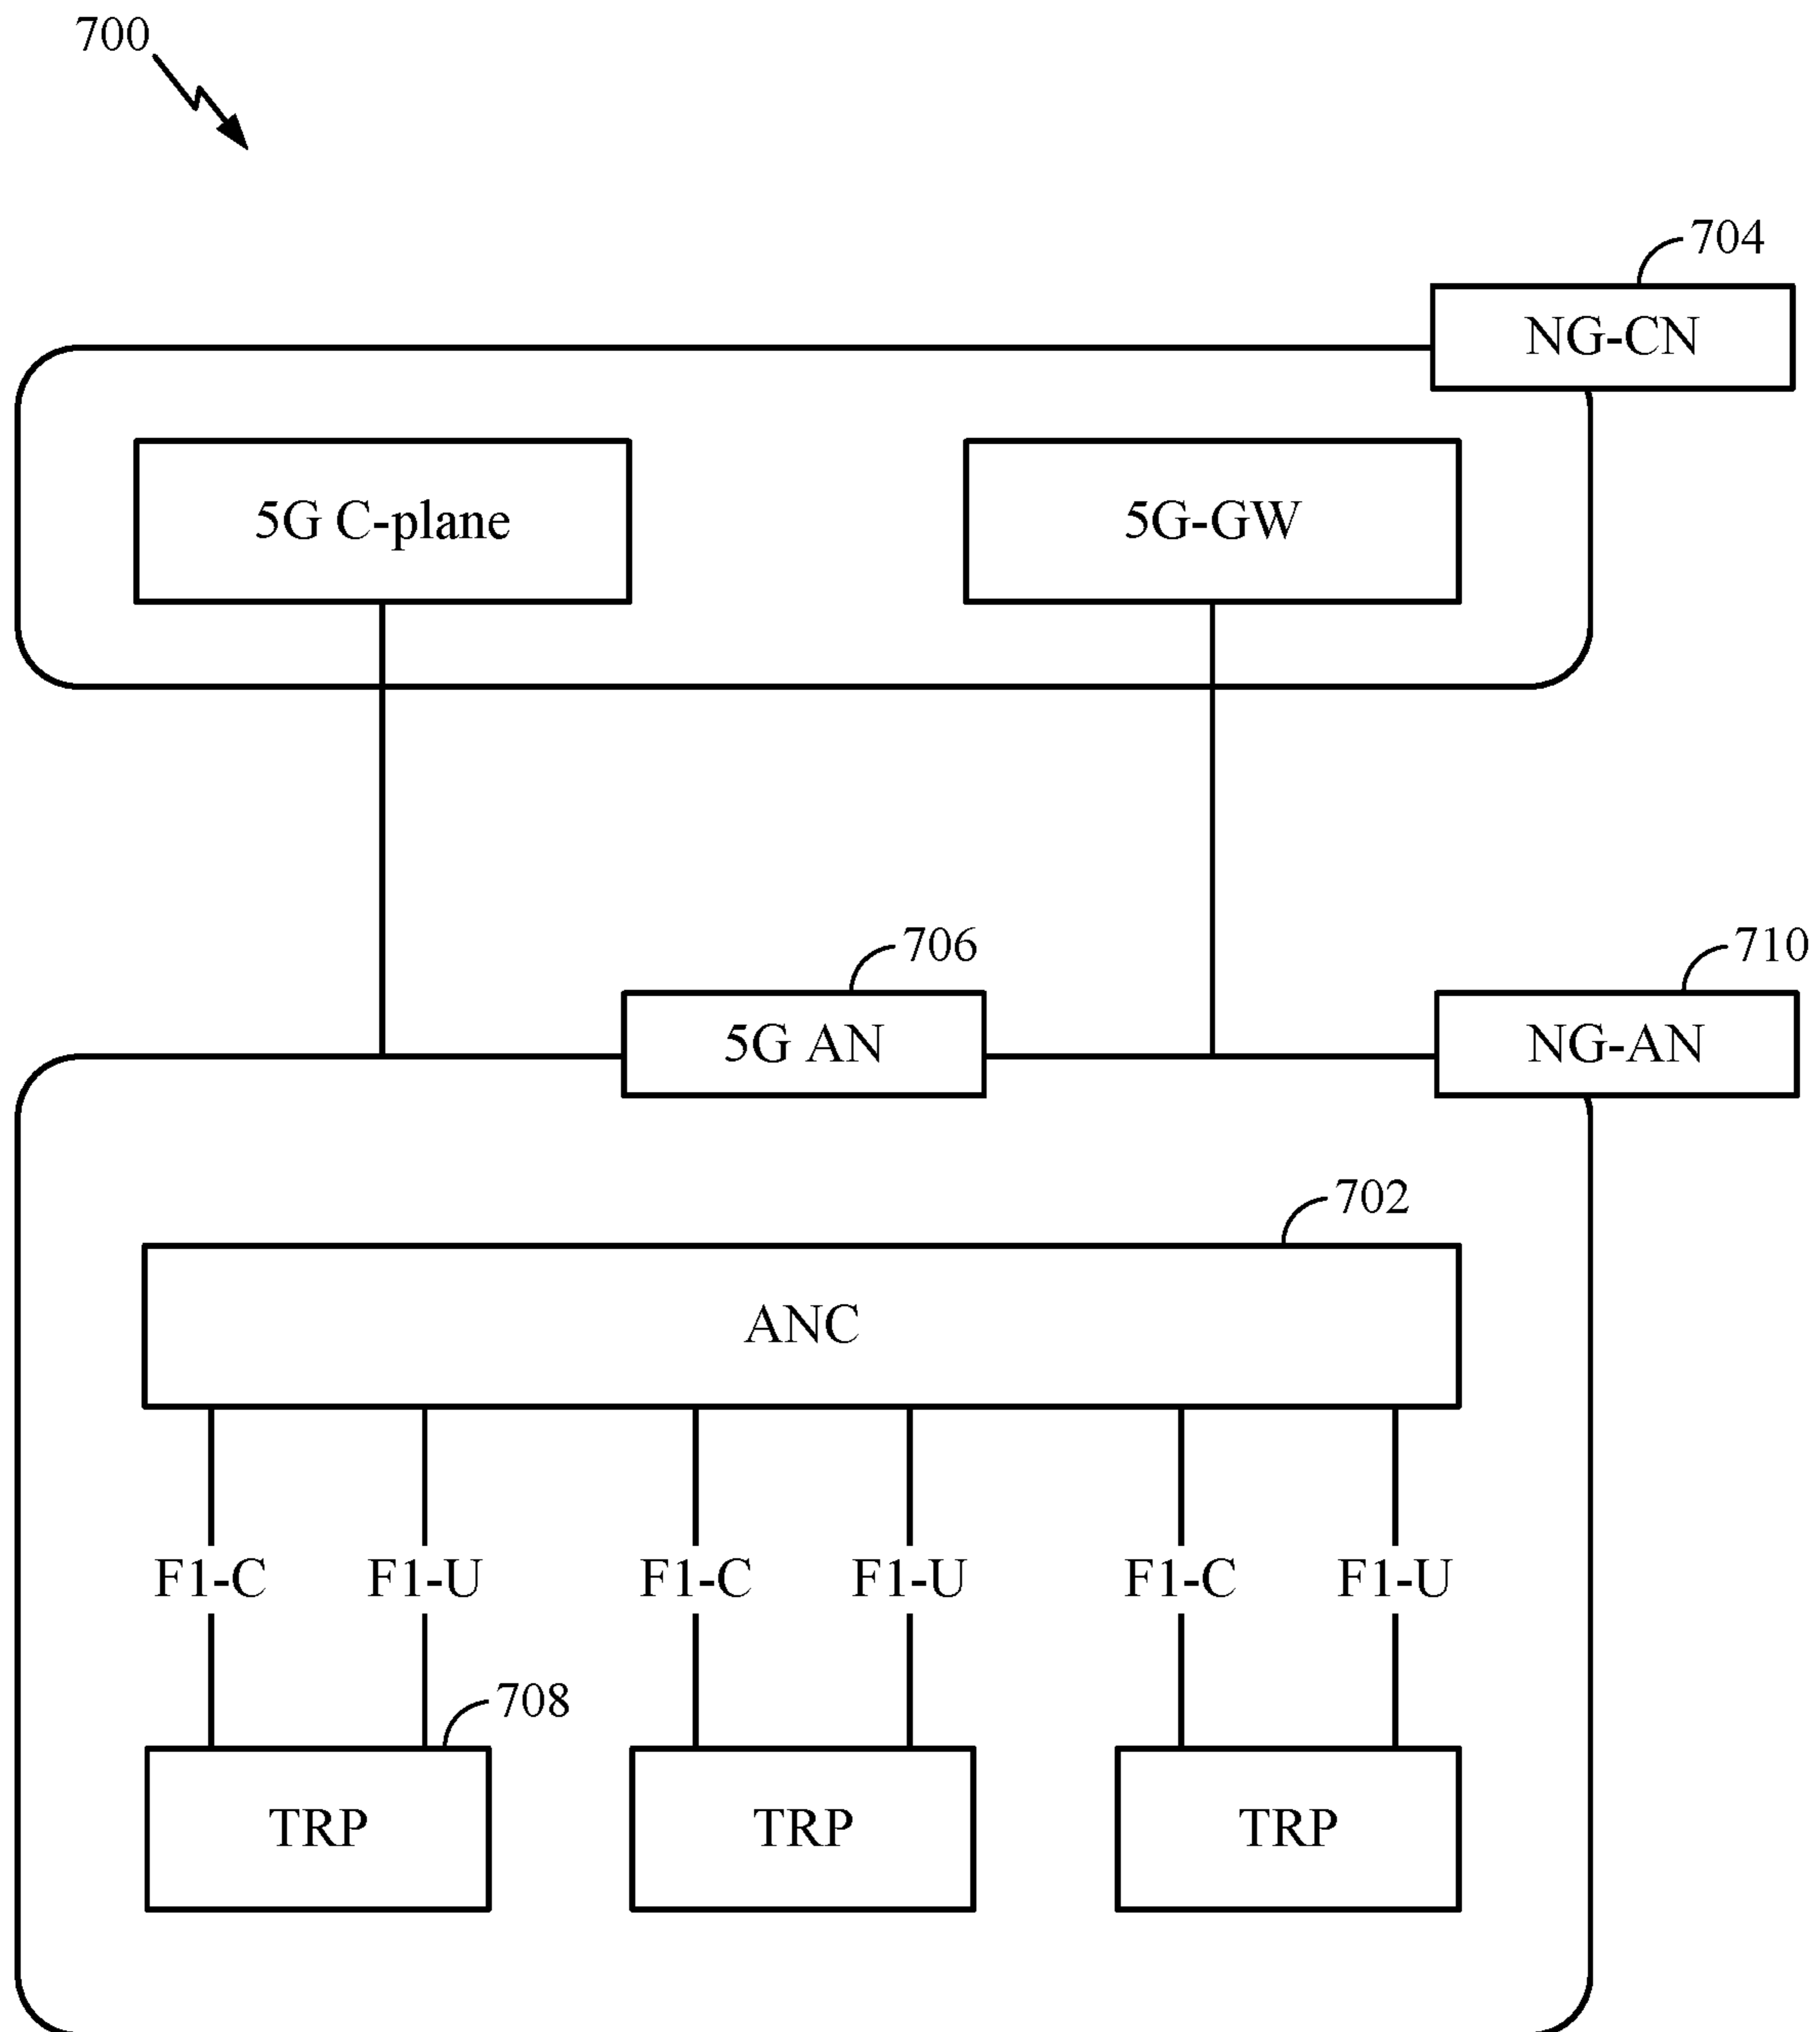 700
704
NG-CN
5G C-plane
5G-GW
706
710
5G AN
NG-AN
702
ANC
F1-C
F1-U
F1-C
F1-U
F1-C
F1-U
708
TRP
TRP
TRP